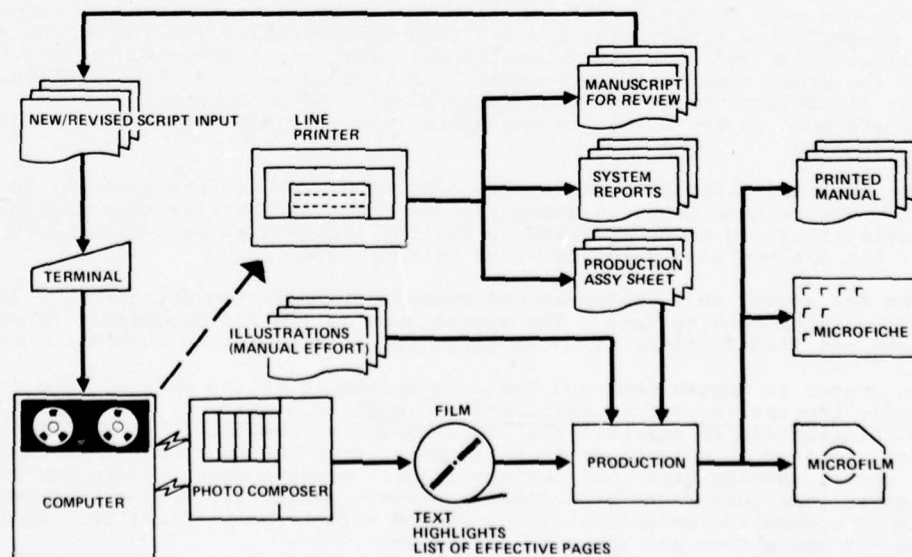 NEW/REVISED SCRIPT INPUT
LINE
PRINTER
MANUSCRIPT
FOR REVIEW
SYSTEM
REPORTS
PRINTED
MANUAL
TERMINAL
PRODUCTION
ASSY SHEET
ILLUSTRATIONS
(MANUAL EFFORT)
MICROFICHE
FILM
COMPUTER
PHOTO COMPOSER
PRODUCTION
MICROFILM
TEXT
HIGHLIGHTS
LIST OF EFFECTIVE PAGES